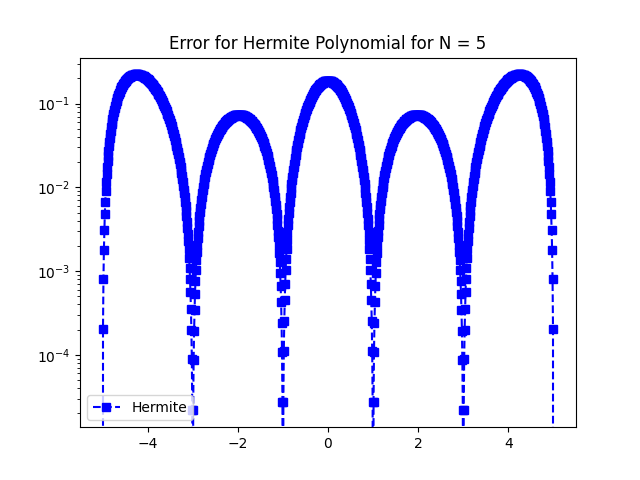 Error for Hermite Polynomial for N = 5
10⁻¹
10⁻²
10⁻³
10⁻⁴
Hermite
−4 −2 0 2 4